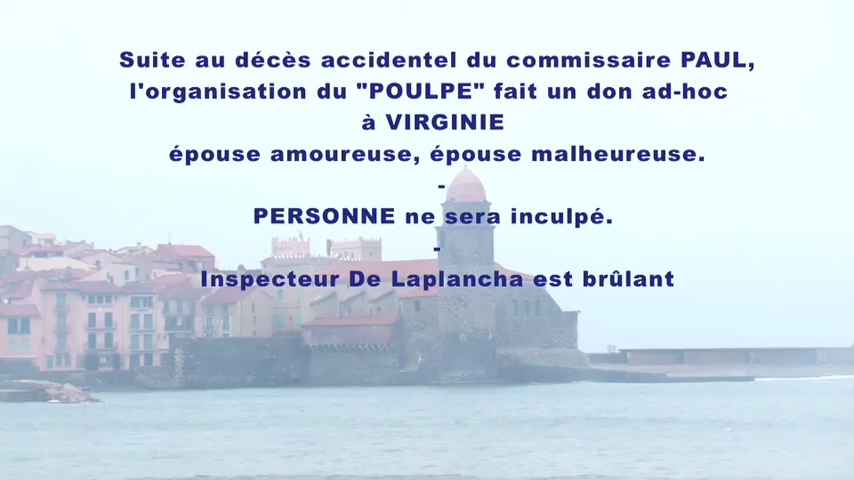 Suite au décès accidentel du commissaire PAUL,
l'organisation du "POULPE" fait un don ad-hoc
à VIRGINIE
épouse amoureuse, épouse malheureuse.
-
PERSONNE ne sera inculpé.
-
Inspecteur De Laplancha est brûlant